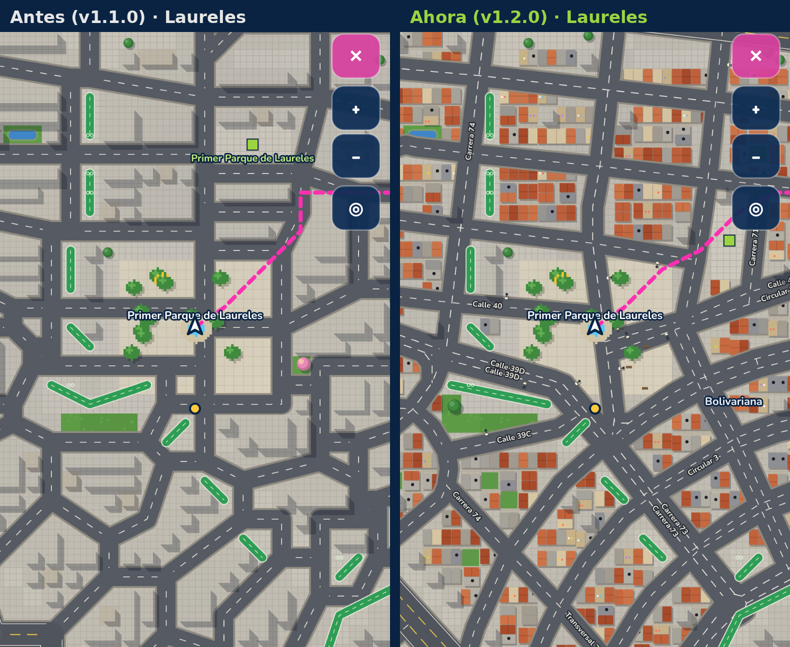 Antes (v1.1.0) · Laureles
×
+
−
◎
Primer Parque de Laureles
Primer Parque de Laureles
Ahora (v1.2.0) · Laureles
×
+
−
◎
Carrera 74
Carrera 71
Calle 40
Primer Parque de Laureles
Circular
Calle 39D
Calle 39D
Bolivariana
Calle 39C
Circular 3
Carrera 74
Carrera 73
Carrera 73
Transversal